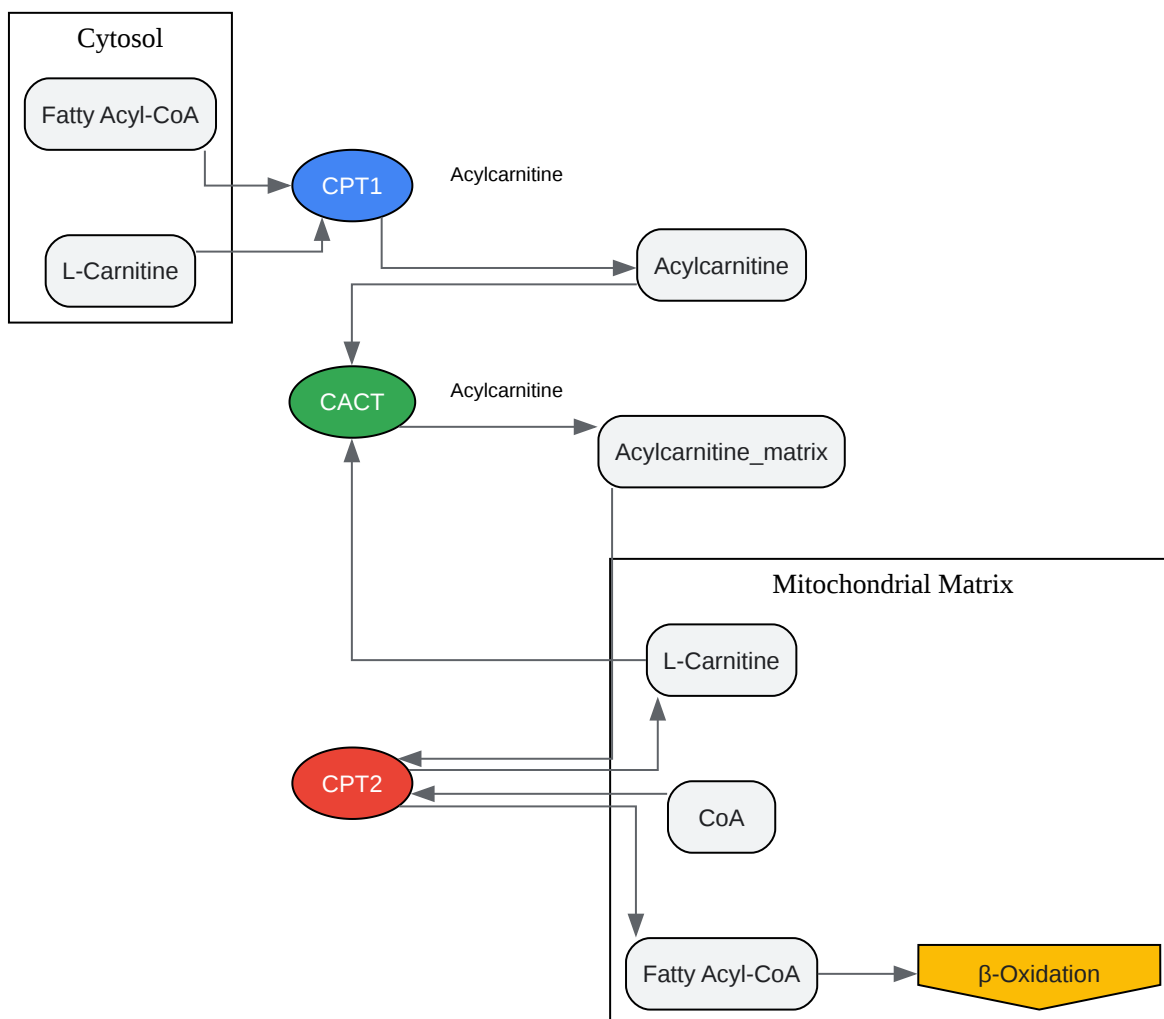 Cytosol
Fatty Acyl-CoA
CPT1
Acylcarnitine
L-Carnitine
Acylcarnitine
CACT
Acylcarnitine
Acylcarnitine_matrix
Mitochondrial Matrix
L-Carnitine
CPT2
CoA
Fatty Acyl-CoA
β-Oxidation